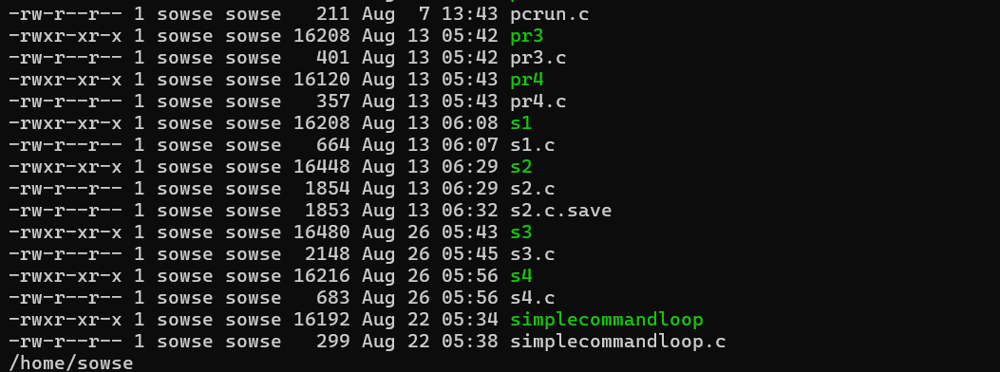 -rw-r--r-- 1 sowse sowse   211 Aug  7 13:43 pcrun.c
-rwxr-xr-x 1 sowse sowse 16208 Aug 13 05:42 pr3
-rw-r--r-- 1 sowse sowse   401 Aug 13 05:42 pr3.c
-rwxr-xr-x 1 sowse sowse 16120 Aug 13 05:43 pr4
-rw-r--r-- 1 sowse sowse   357 Aug 13 05:43 pr4.c
-rwxr-xr-x 1 sowse sowse 16208 Aug 13 06:08 s1
-rw-r--r-- 1 sowse sowse   664 Aug 13 06:07 s1.c
-rwxr-xr-x 1 sowse sowse 16448 Aug 13 06:29 s2
-rw-r--r-- 1 sowse sowse  1854 Aug 13 06:29 s2.c
-rw-r--r-- 1 sowse sowse  1853 Aug 13 06:32 s2.c.save
-rwxr-xr-x 1 sowse sowse 16480 Aug 26 05:43 s3
-rw-r--r-- 1 sowse sowse  2148 Aug 26 05:45 s3.c
-rwxr-xr-x 1 sowse sowse 16216 Aug 26 05:56 s4
-rw-r--r-- 1 sowse sowse   683 Aug 26 05:56 s4.c
-rwxr-xr-x 1 sowse sowse 16192 Aug 22 05:34 simplecommandloop
-rw-r--r-- 1 sowse sowse   299 Aug 22 05:38 simplecommandloop.c
/home/sowse